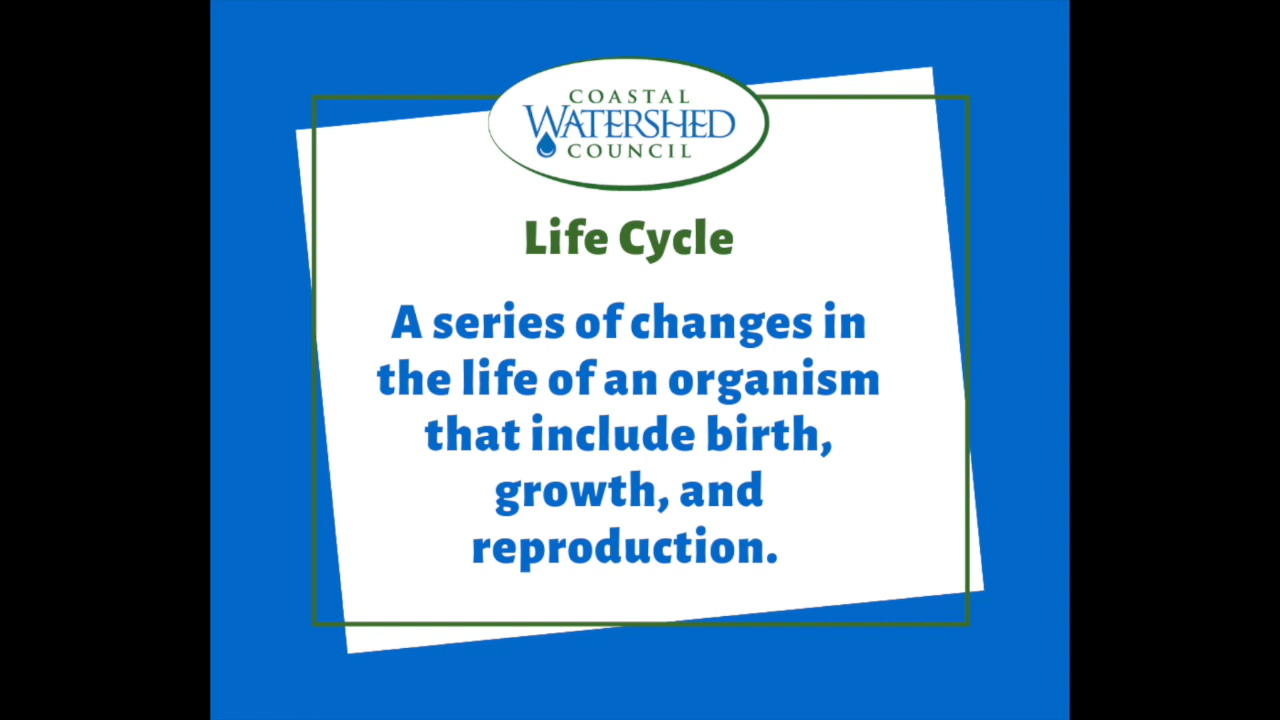 COASTAL
WATERSHED
COUNCIL
Life Cycle
A series of changes in
the life of an organism
that include birth,
growth, and
reproduction.